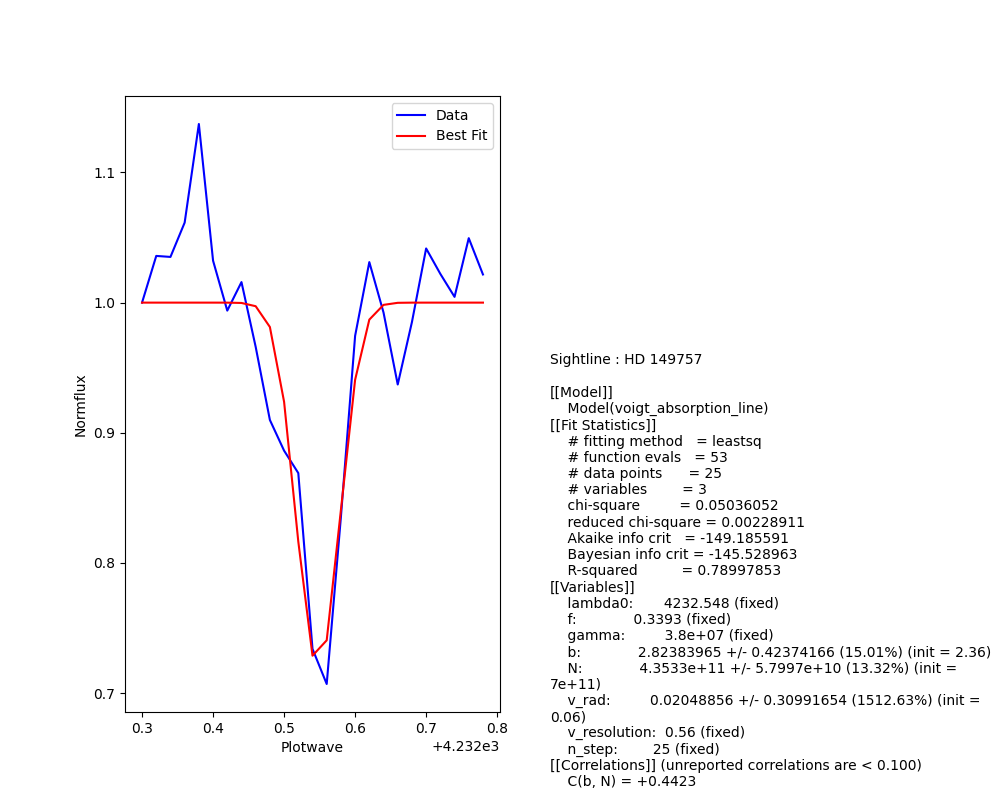 Data
Best Fit
1.1
1.0
0.9
0.8
0.7
Normflux
0.3 0.4 0.5 0.6 0.7 0.8
Plotwave
+4.232e3
Sightline : HD 149757
[[Model]]
Model(voigt_absorption_line)
[[Fit Statistics]]
# fitting method = leastsq
# function evals = 53
# data points = 25
# variables = 3
chi-square = 0.05036052
reduced chi-square = 0.00228911
Akaike info crit = -149.185591
Bayesian info crit = -145.528963
R-squared = 0.78997853
[[Variables]]
lambda0: 4232.548 (fixed)
f: 0.3393 (fixed)
gamma: 3.8e+07 (fixed)
b: 2.82383965 +/- 0.42374166 (15.01%) (init = 2.36)
N: 4.3533e+11 +/- 5.7997e+10 (13.32%) (init =
7e+11)
v_rad: 0.02048856 +/- 0.30991654 (1512.63%) (init =
0.06)
v_resolution: 0.56 (fixed)
n_step: 25 (fixed)
[[Correlations]] (unreported correlations are < 0.100)
C(b, N) = +0.4423